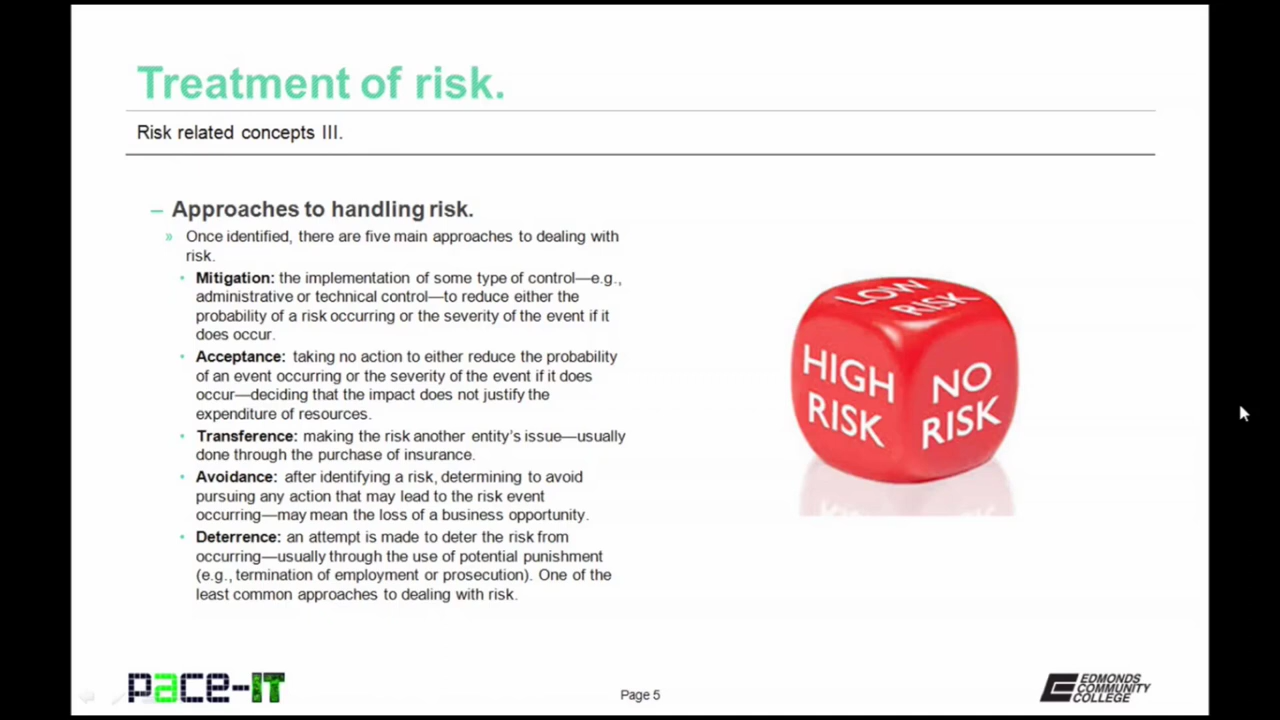 Treatment of risk.
Risk related concepts III.
– Approaches to handling risk.
» Once identified, there are five main approaches to dealing with
risk.
• Mitigation: the implementation of some type of control—e.g.,
administrative or technical control—to reduce either the
probability of a risk occurring or the severity of the event if it
does occur.
• Acceptance: taking no action to either reduce the probability
of an event occurring or the severity of the event if it does
occur—deciding that the impact does not justify the
expenditure of resources.
• Transference: making the risk another entity's issue—usually
done through the purchase of insurance.
• Avoidance: after identifying a risk, determining to avoid
pursuing any action that may lead to the risk event
occurring—may mean the loss of a business opportunity.
• Deterrence: an attempt is made to deter the risk from
occurring—usually through the use of potential punishment
(e.g., termination of employment or prosecution). One of the
least common approaches to dealing with risk.
LOW
RISK
HIGH
RISK
NO
RISK
pace-IT
Page 5
EDMONDS
COMMUNITY
COLLEGE